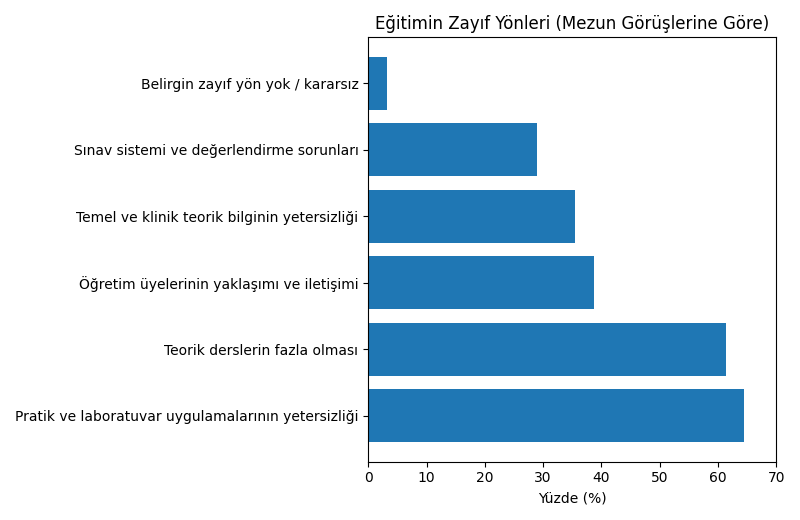 Eğitimin Zayıf Yönleri (Mezun Görüşlerine Göre)
Belirgin zayıf yön yok / kararsız
Sınav sistemi ve değerlendirme sorunları
Temel ve klinik teorik bilginin yetersizliği
Öğretim üyelerinin yaklaşımı ve iletişimi
Teorik derslerin fazla olması
Pratik ve laboratuvar uygulamalarının yetersizliği
0 10 20 30 40 50 60 70
Yüzde (%)